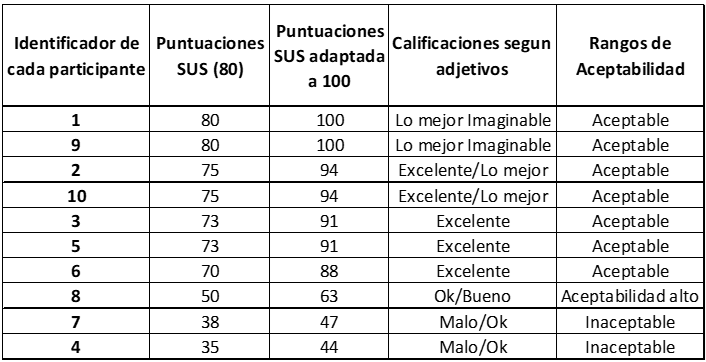 Identificador de cada participante | Puntuaciones SUS (80) | Puntuaciones SUS adaptada a 100 | Calificaciones segun adjetivos | Rangos de Aceptabilidad
1 | 80 | 100 | Lo mejor Imaginable | Aceptable
9 | 80 | 100 | Lo mejor Imaginable | Aceptable
2 | 75 | 94 | Excelente/Lo mejor | Aceptable
10 | 75 | 94 | Excelente/Lo mejor | Aceptable
3 | 73 | 91 | Excelente | Aceptable
5 | 73 | 91 | Excelente | Aceptable
6 | 70 | 88 | Excelente | Aceptable
8 | 50 | 63 | Ok/Bueno | Aceptabilidad alto
7 | 38 | 47 | Malo/Ok | Inaceptable
4 | 35 | 44 | Malo/Ok | Inaceptable